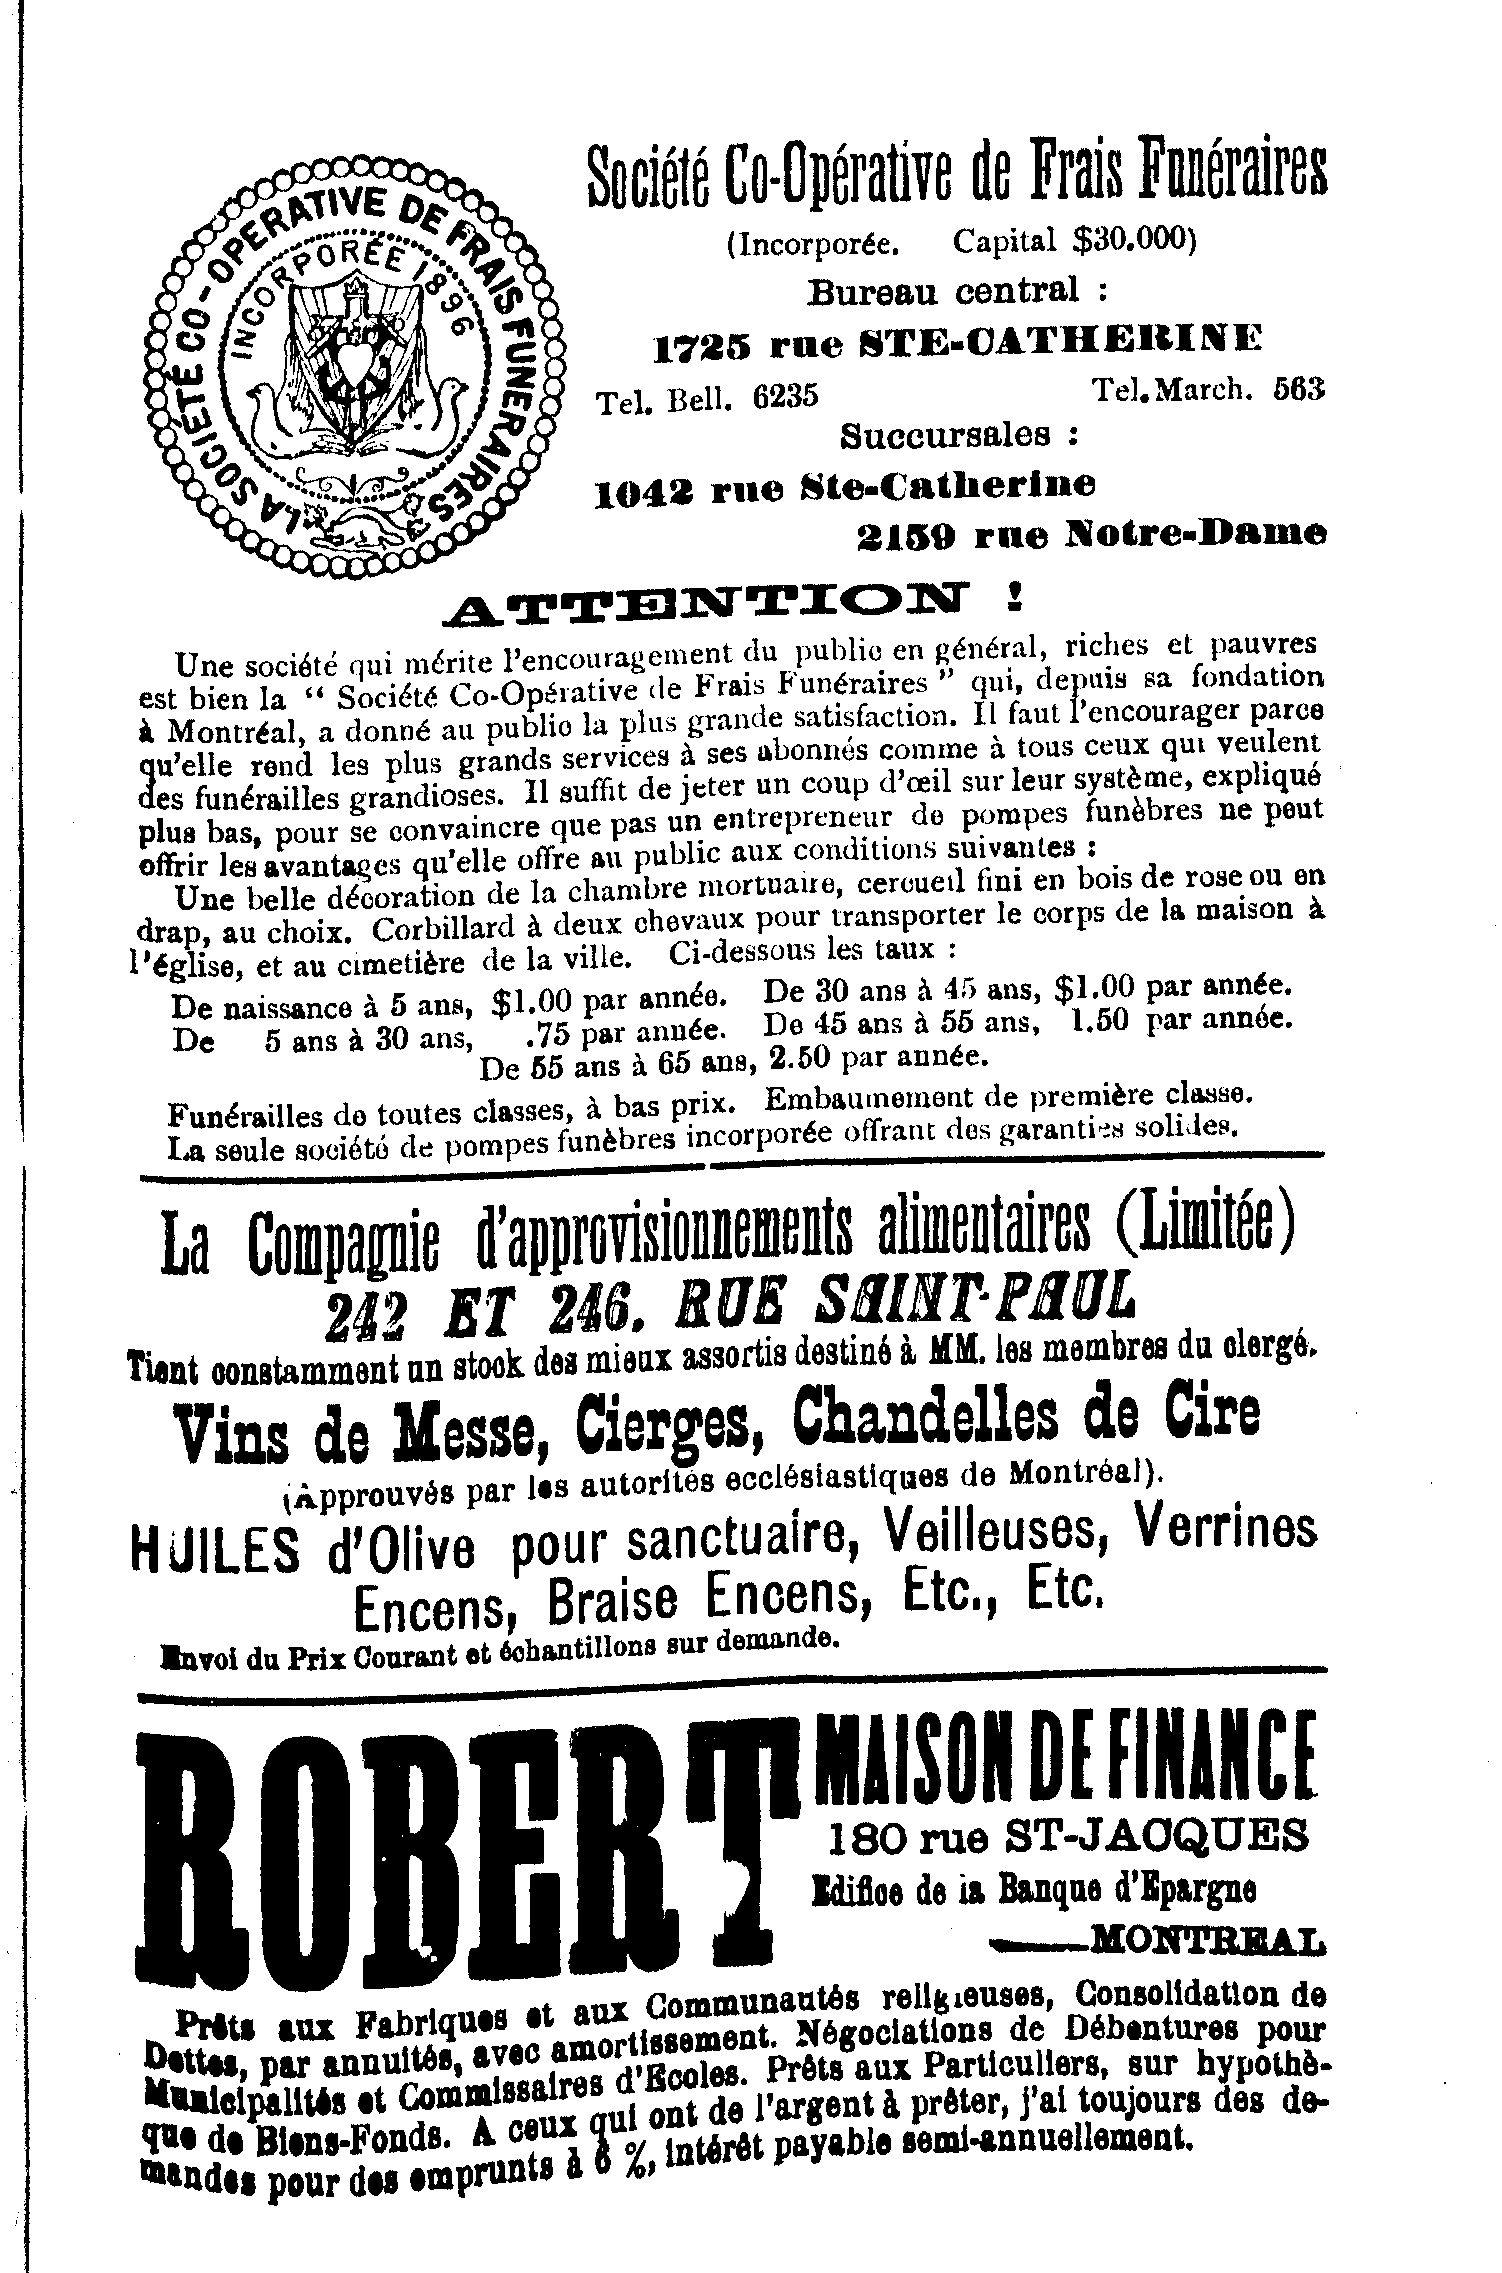 LA SOCIÉTÉ CO-OPERATIVE DE FRAIS FUNERAIRES
INCORPORÉE 1896
Société Co-Opérative de Frais Funéraires
(Incorporée. Capital $30.000)
Bureau central :
1725 rue STE-CATHERINE
Tel. Bell. 6235 Tel. March. 563
Succursales :
1042 rue Ste-Catherine
2159 rue Notre-Dame
ATTENTION !
Une société qui mérite l'encouragement du public en général, riches et pauvres
est bien la “ Société Co-Opérative de Frais Funéraires ” qui, depuis sa fondation
à Montréal, a donné au public la plus grande satisfaction. Il faut l'encourager parce
qu'elle rend les plus grands services à ses abonnés comme à tous ceux qui veulent
des funérailles grandioses. Il suffit de jeter un coup d'œil sur leur système, expliqué
plus bas, pour se convaincre que pas un entrepreneur de pompes funèbres ne peut
offrir les avantages qu'elle offre au public aux conditions suivantes :
Une belle décoration de la chambre mortuaire, cercueil fini en bois de rose ou en
drap, au choix. Corbillard à deux chevaux pour transporter le corps de la maison à
l'église, et au cimetière de la ville. Ci-dessous les taux :
De naissance à 5 ans, $1.00 par année. De 30 ans à 45 ans, $1.00 par année.
De 5 ans à 30 ans, .75 par année. De 45 ans à 55 ans, 1.50 par année.
De 55 ans à 65 ans, 2.50 par année.
Funérailles de toutes classes, à bas prix. Embaumement de première classe.
La seule société de pompes funèbres incorporée offrant des garanties solides.
La Compagnie d'approvisionnements alimentaires (Limitée)
242 ET 246. RUE SAINT-PAUL
Tient constamment un stock des mieux assortis destiné à MM. les membres du clergé.
Vins de Messe, Cierges, Chandelles de Cire
(Approuvés par les autorités ecclésiastiques de Montréal).
HUILES d'Olive pour sanctuaire, Veilleuses, Verrines
Encens, Braise Encens, Etc., Etc.
Envoi du Prix Courant et échantillons sur demande.
ROBERT MAISON DE FINANCE
180 rue ST-JACQUES
Edifice de la Banque d'Epargne
MONTREAL
Prêts aux Fabriques et aux Communautés religieuses, Consolidation de
Dettes, par annuités, avec amortissement. Négociations de Débentures pour
Municipalités et Commissaires d'Ecoles. Prêts aux Particuliers, sur hypothè-
que de Biens-Fonds. A ceux qui ont de l'argent à prêter, j'ai toujours des de-
mandes pour des emprunts à 6 %, intérêt payable semi-annuellement.